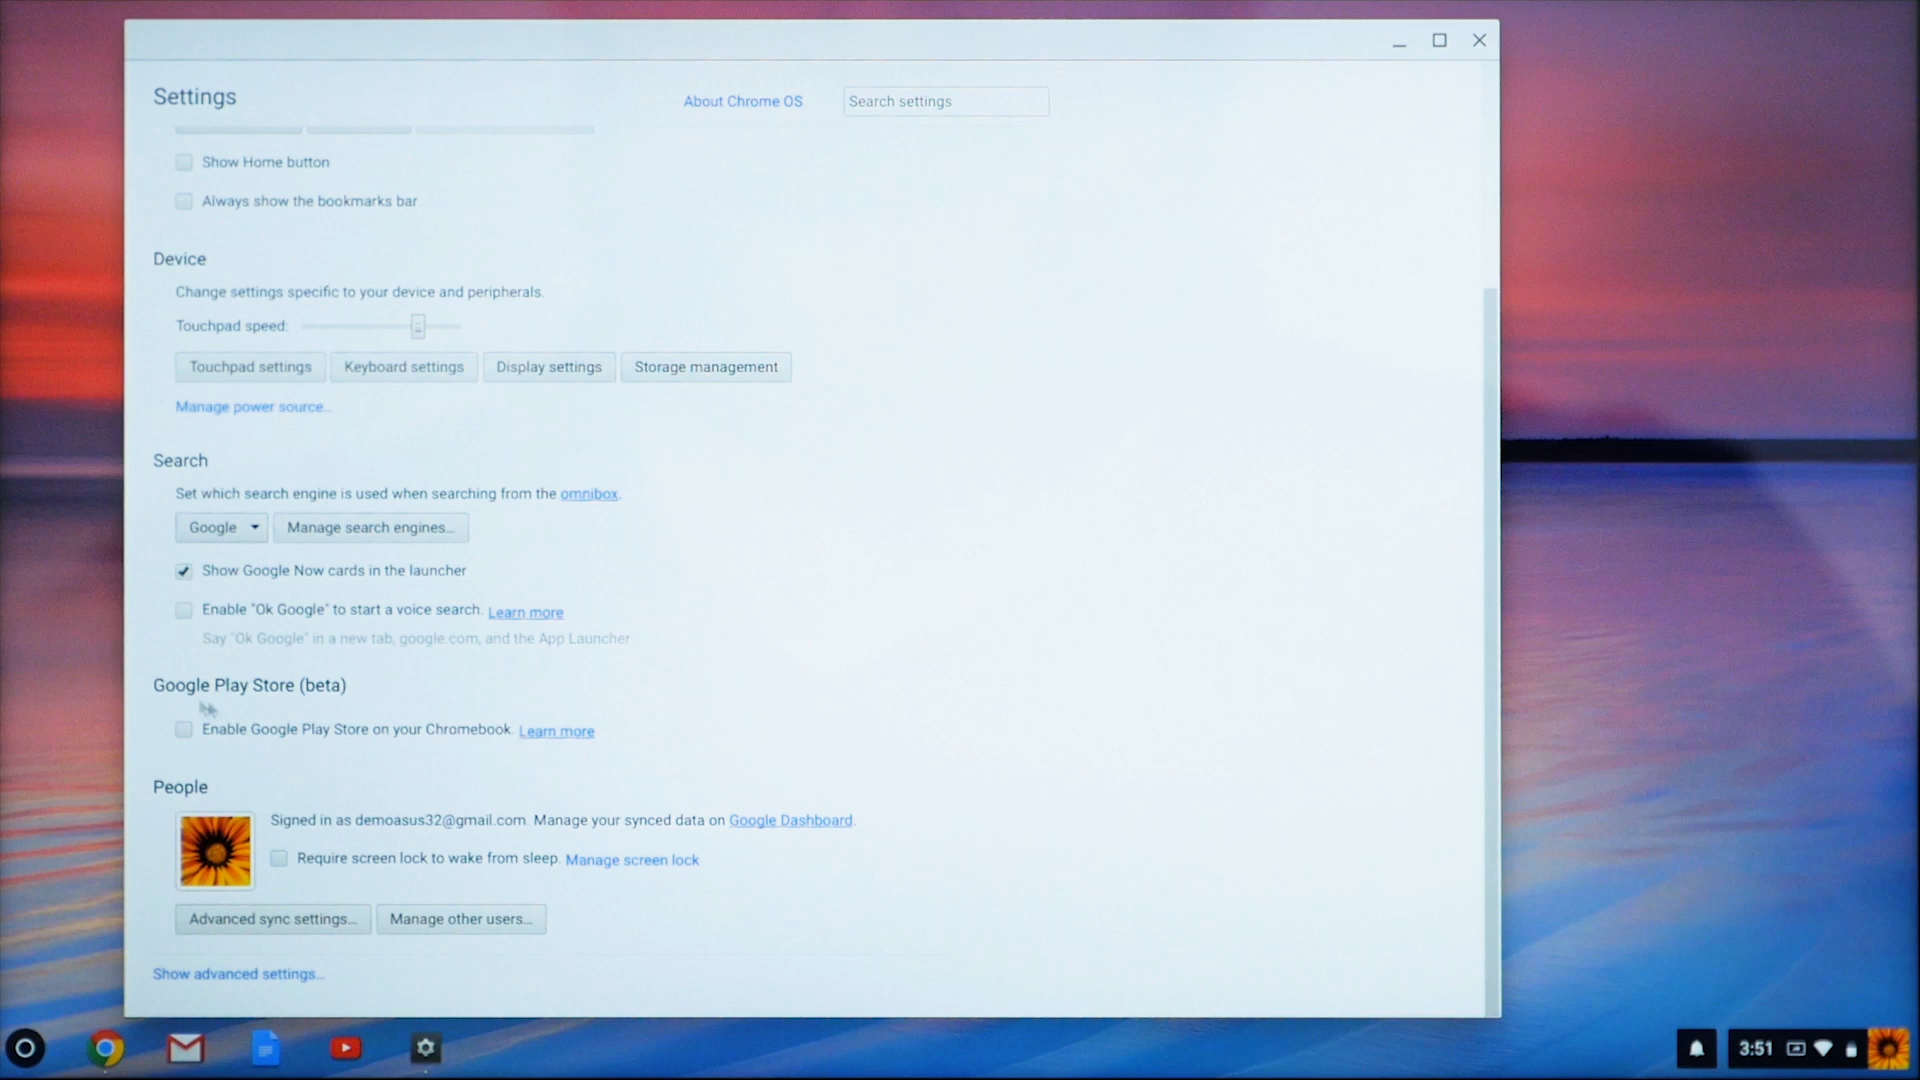 Settings
About Chrome OS
Search settings
Show Home button
Always show the bookmarks bar
Device
Change settings specific to your device and peripherals.
Touchpad speed:
Touchpad settings
Keyboard settings
Display settings
Storage management
Manage power source...
Search
Set which search engine is used when searching from the omnibox.
Google
Manage search engines...
Show Google Now cards in the launcher
Enable "Ok Google" to start a voice search. Learn more
Say "Ok Google" in a new tab, google.com, and the App Launcher
Google Play Store (beta)
Enable Google Play Store on your Chromebook. Learn more
People
Signed in as demoasus32@gmail.com. Manage your synced data on Google Dashboard.
Require screen lock to wake from sleep. Manage screen lock
Advanced sync settings...
Manage other users...
Show advanced settings...
3:51